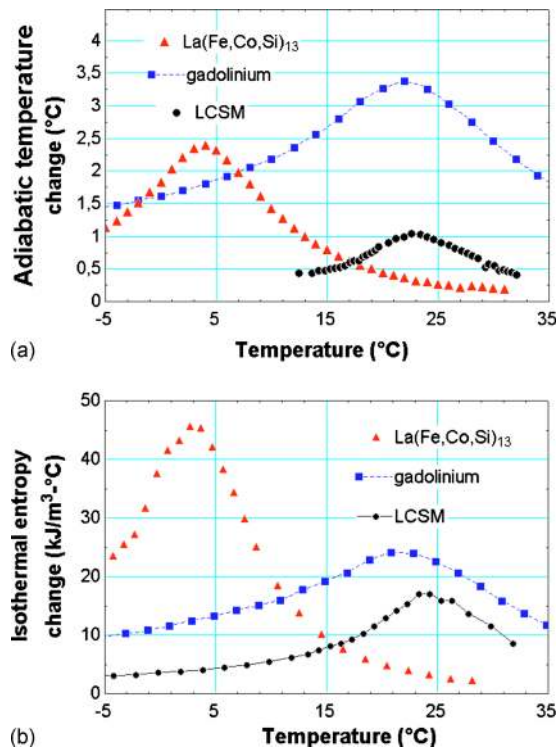 4
3.5
3
2.5
2
1.5
1
0.5
0
Adiabatic temperature
change (°C)
La(Fe,Co,Si)13
gadolinium
LCSM
-5
5
15
25
35
(a)
Temperature (°C)
50
40
30
20
10
0
Isothermal entropy
change (kJ/m³-°C)
La(Fe,Co,Si)13
gadolinium
LCSM
-5
5
15
25
35
(b)
Temperature (°C)